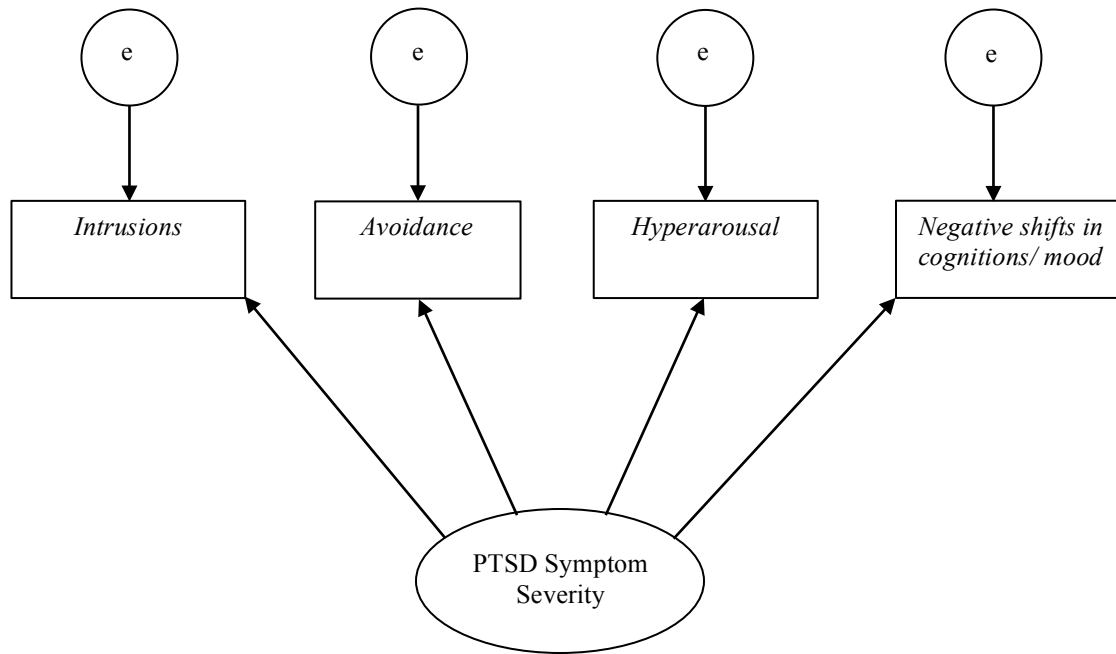 e
e
e
e
Intrusions
Avoidance
Hyperarousal
Negative shifts in
cognitions/ mood
PTSD Symptom
Severity